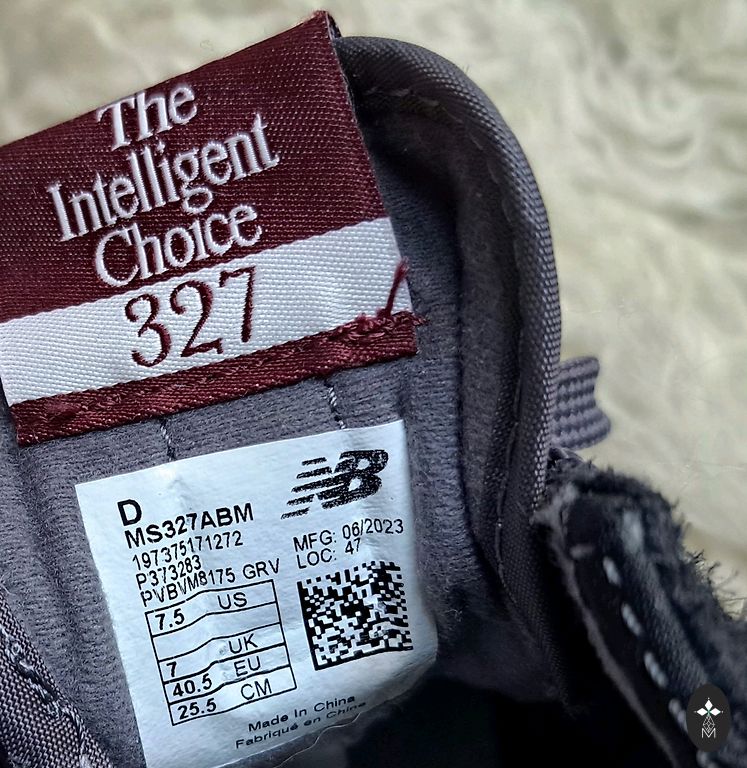 The
Intelligent
Choice
327
NB
D
MS327ABM
197375171272
P373283
PVBVM8175 GRV
MFG: 06/2023
LOC: 47
7.5 US
7 UK
40.5 EU
25.5 CM
Made In China
Fabriqué en Chine
M